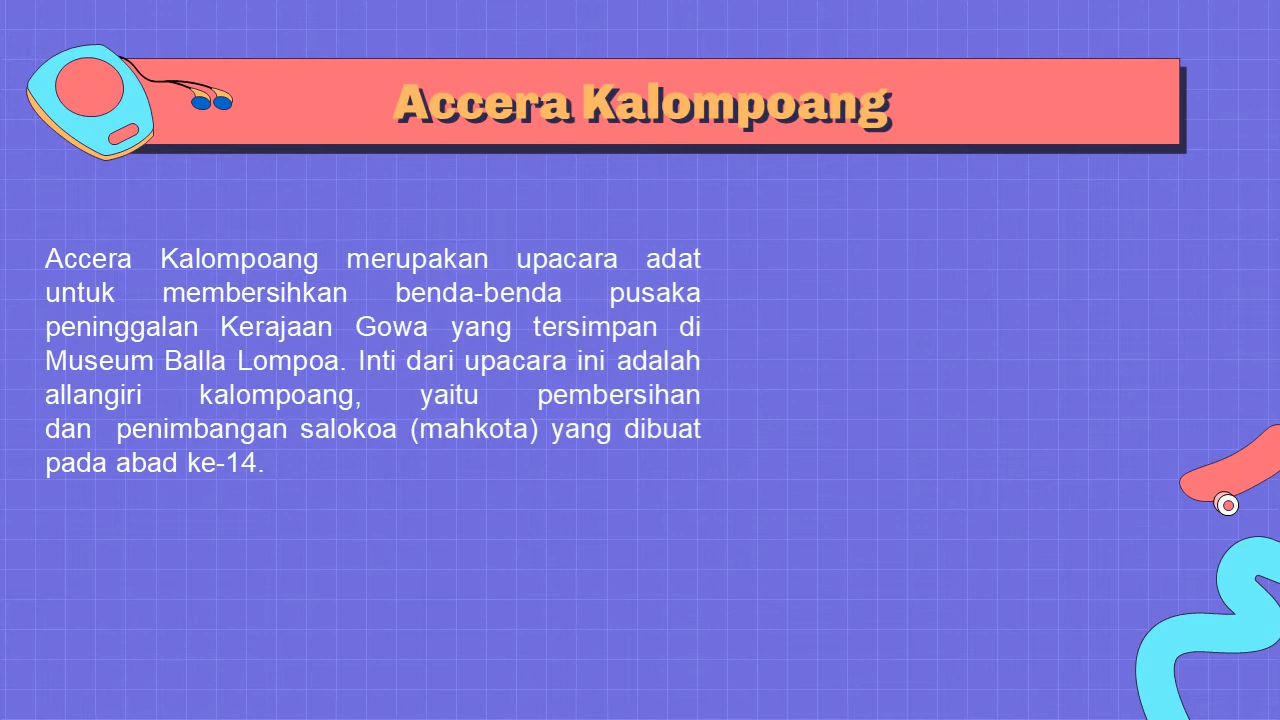 Accera Kalompoang
Accera Kalompoang merupakan upacara adat
untuk membersihkan benda-benda pusaka
peninggalan Kerajaan Gowa yang tersimpan di
Museum Balla Lompoa. Inti dari upacara ini adalah
allangiri kalompoang, yaitu pembersihan
dan penimbangan salokoa (mahkota) yang dibuat
pada abad ke-14.